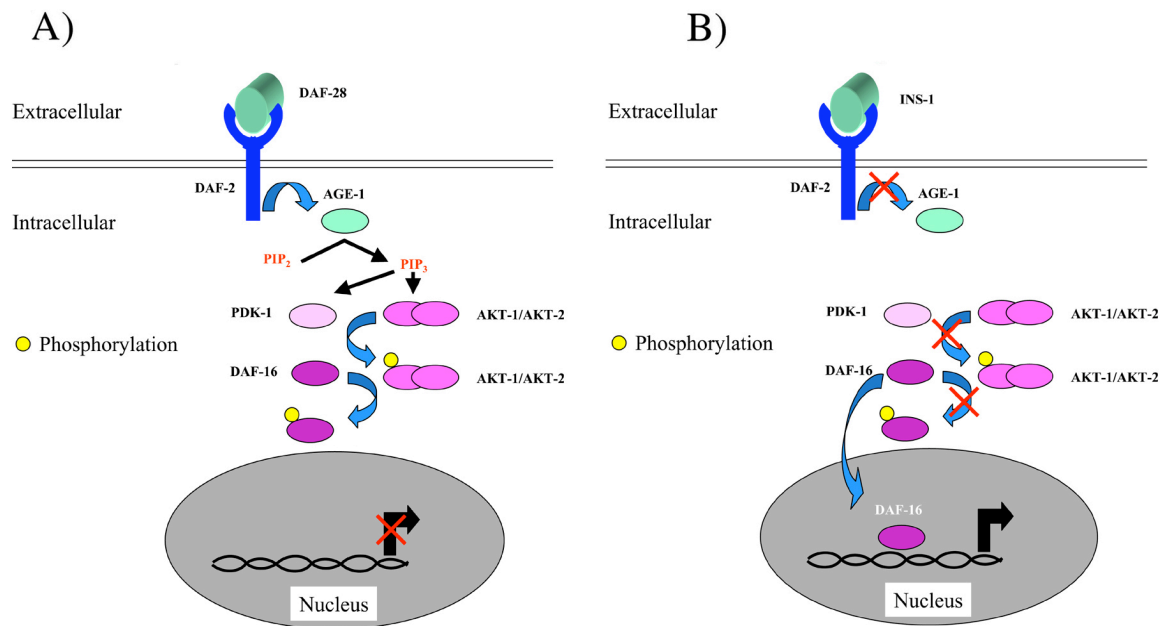 A)
DAF-28
Extracellular
DAF-2
AGE-1
Intracellular
PIP2
PIP3
PDK-1
AKT-1/AKT-2
Phosphorylation
DAF-16
AKT-1/AKT-2
Nucleus
B)
INS-1
Extracellular
DAF-2
AGE-1
Intracellular
PDK-1
AKT-1/AKT-2
Phosphorylation
DAF-16
AKT-1/AKT-2
DAF-16
Nucleus